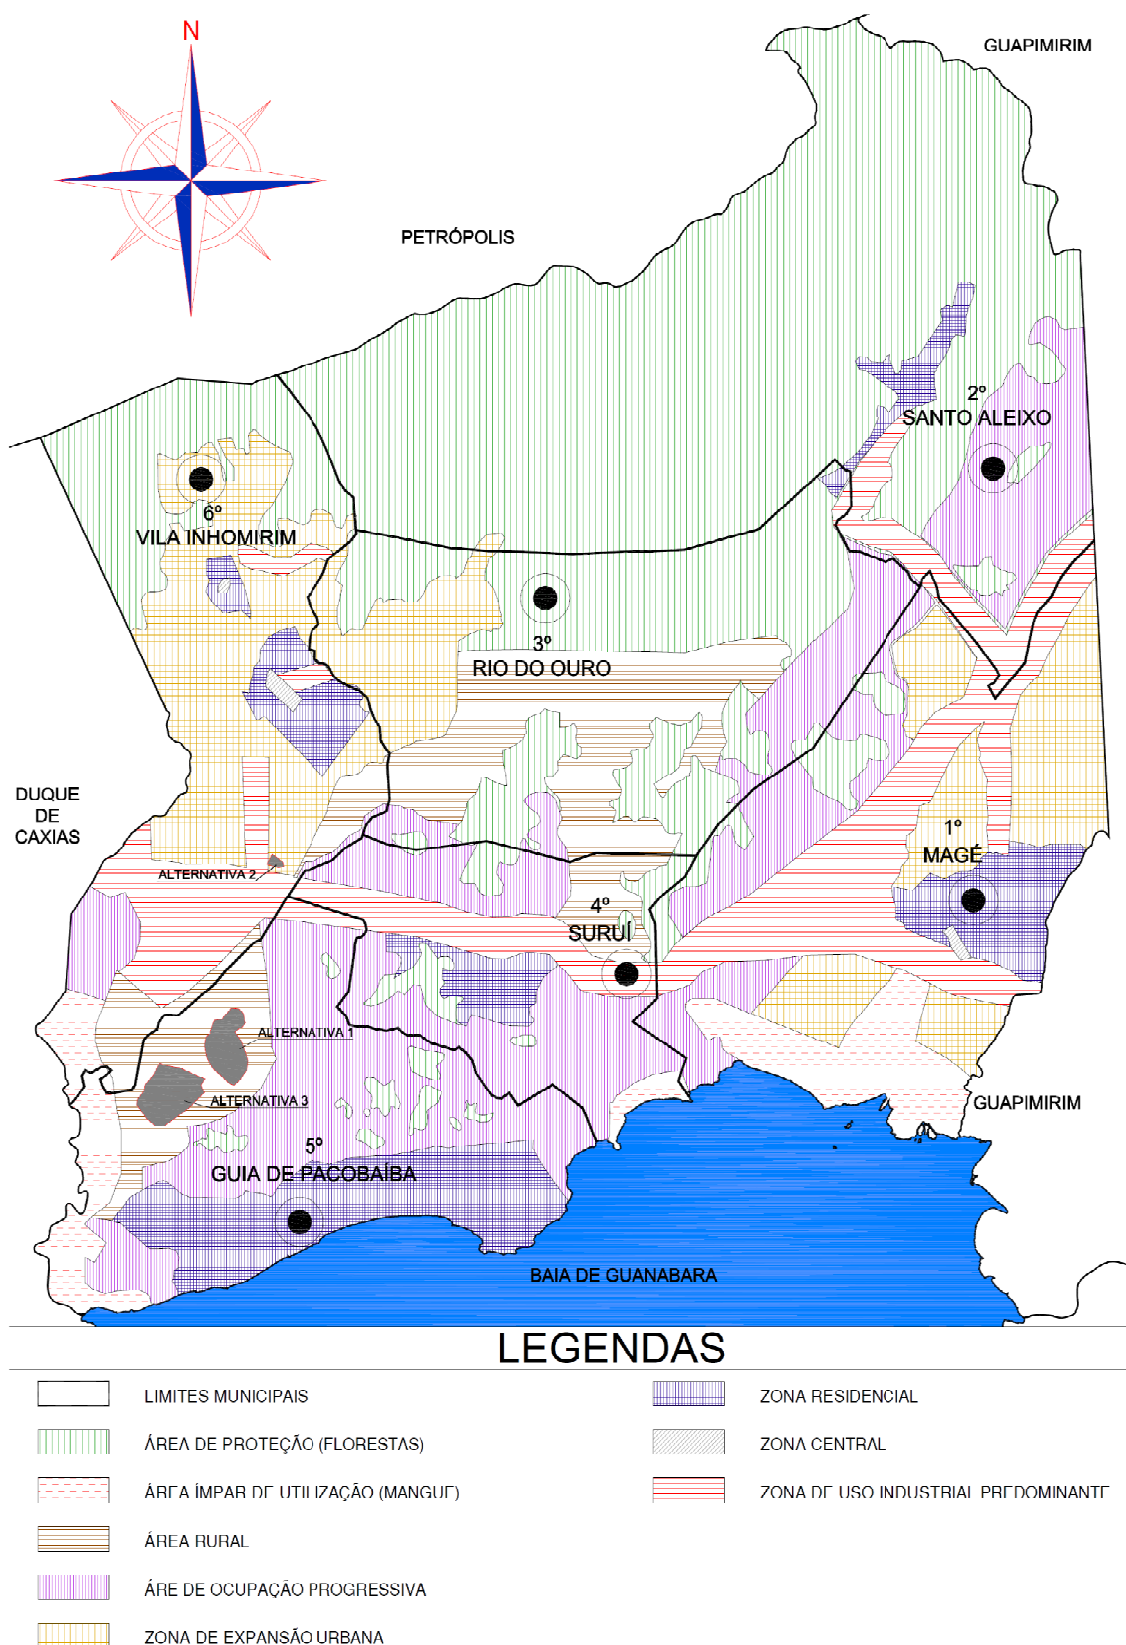 N
GUAPIMIRIM
PETRÓPOLIS
2º
SANTO ALEIXO
6º
VILA INHOMIRIM
3º
RIO DO OURO
DUQUE
DE
CAXIAS
1º
MAGÉ
ALTERNATIVA 2
4º
SURUÍ
ALTERNATIVA 1
ALTERNATIVA 3
GUAPIMIRIM
5º
GUIA DE PACOBAÍBA
BAIA DE GUANABARA
LEGENDAS
LIMITES MUNICIPAIS
ÁREA DE PROTEÇÃO (FLORESTAS)
ÁREA ÍMPAR DE UTILIZAÇÃO (MANGUE)
ÁREA RURAL
ÁRE DE OCUPAÇÃO PROGRESSIVA
ZONA DE EXPANSÃO URBANA
ZONA RESIDENCIAL
ZONA CENTRAL
ZONA DE USO INDUSTRIAL PREDOMINANTE